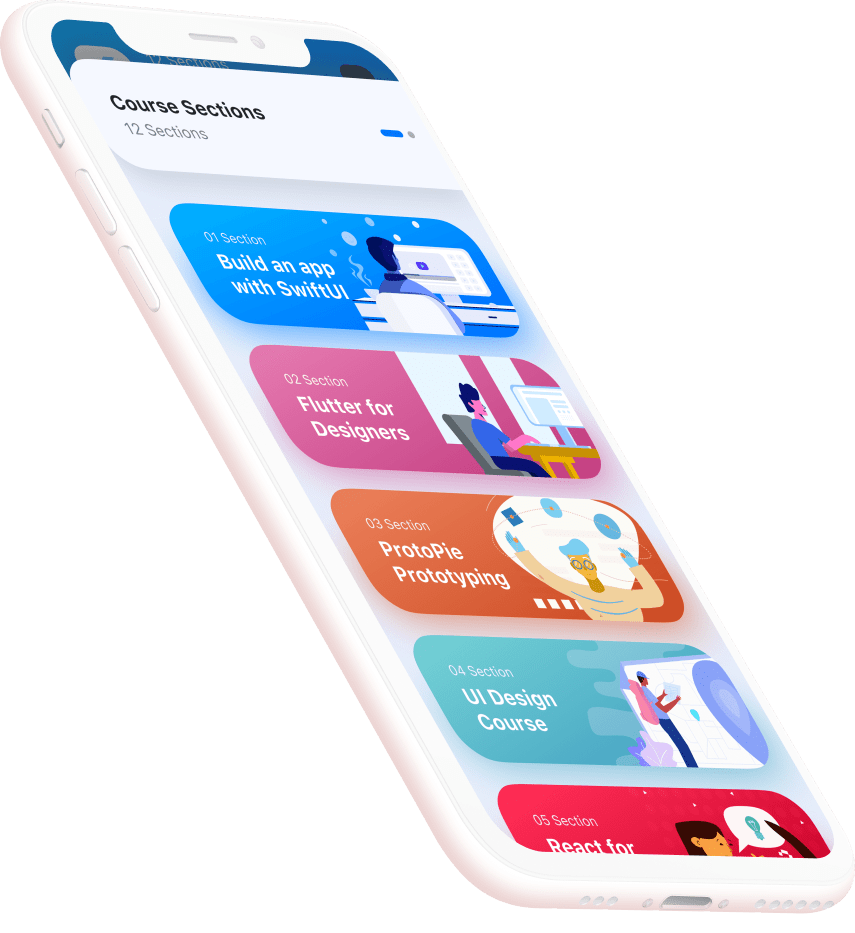 12 Sections
Course Sections
12 Sections
01 Section
Build an app
with SwiftUI
02 Section
Flutter for
Designers
03 Section
ProtoPie
Prototyping
04 Section
UI Design
Course
05 Section
React for